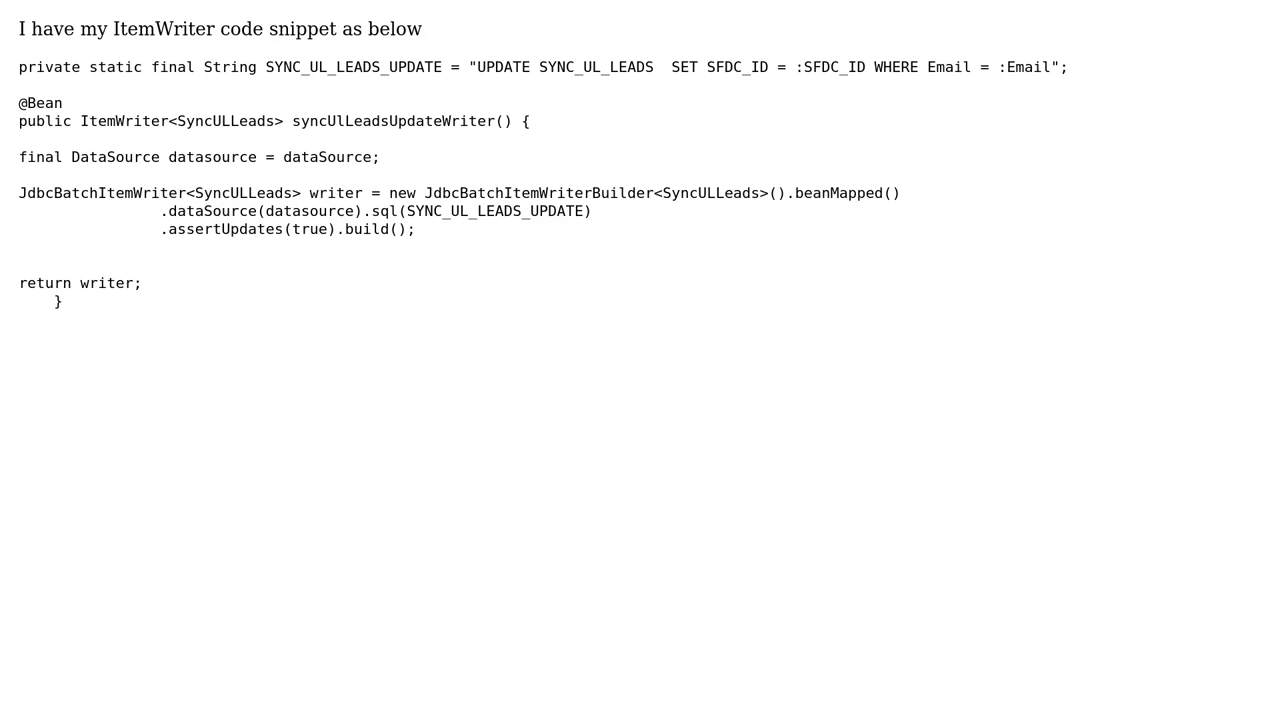 I have my ItemWriter code snippet as below
private static final String SYNC_UL_LEADS_UPDATE = "UPDATE SYNC_UL_LEADS  SET SFDC_ID = :SFDC_ID WHERE Email = :Email";
@Bean
public ItemWriter<SyncULLeads> syncUlLeadsUpdateWriter() {
final DataSource datasource = dataSource;
JdbcBatchItemWriter<SyncULLeads> writer = new JdbcBatchItemWriterBuilder<SyncULLeads>().beanMapped()
                .dataSource(datasource).sql(SYNC_UL_LEADS_UPDATE)
                .assertUpdates(true).build();
return writer;
    }